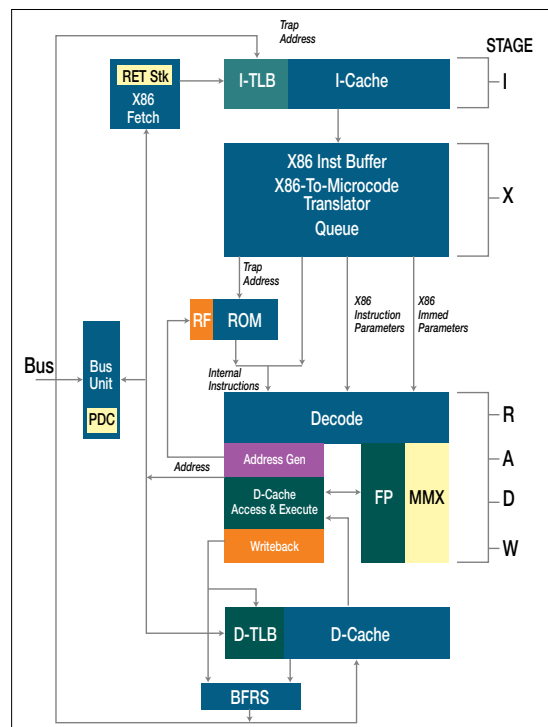 Trap
Address
STAGE
RET Stk
X86
Fetch
I-TLB
I-Cache
I
X86 Inst Buffer
X86-To-Microcode
Translator
Queue
X
Trap
Address
RF
ROM
X86
Instruction
Parameters
X86
Immed
Parameters
Bus
Bus
Unit
PDC
Internal
Instructions
Decode
R
Address
Address Gen
A
D-Cache
Access & Execute
FP
MMX
D
Writeback
W
D-TLB
D-Cache
BFRS